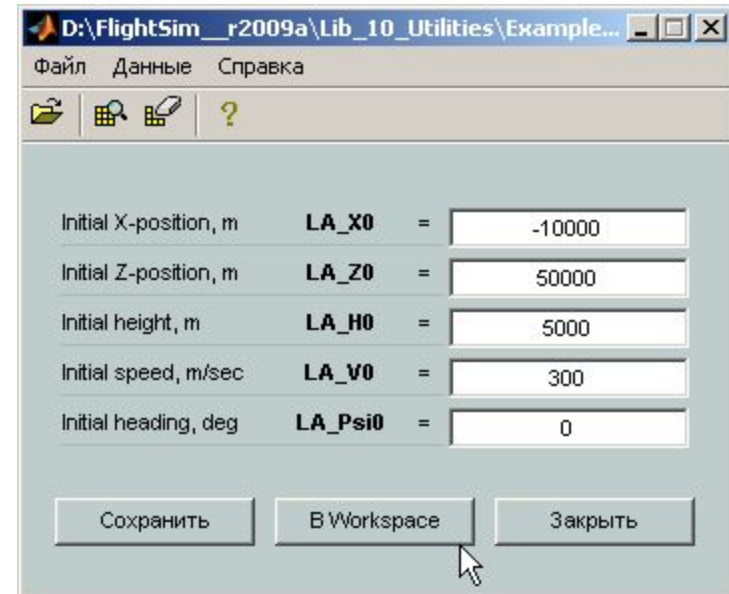 D:\FlightSim__r2009a\Lib_10_Utilities\Example...
Файл Данные Справка
?
Initial X-position, m LA_X0 = -10000
Initial Z-position, m LA_Z0 = 50000
Initial height, m LA_H0 = 5000
Initial speed, m/sec LA_V0 = 300
Initial heading, deg LA_Psi0 = 0
Сохранить В Workspace Закрыть